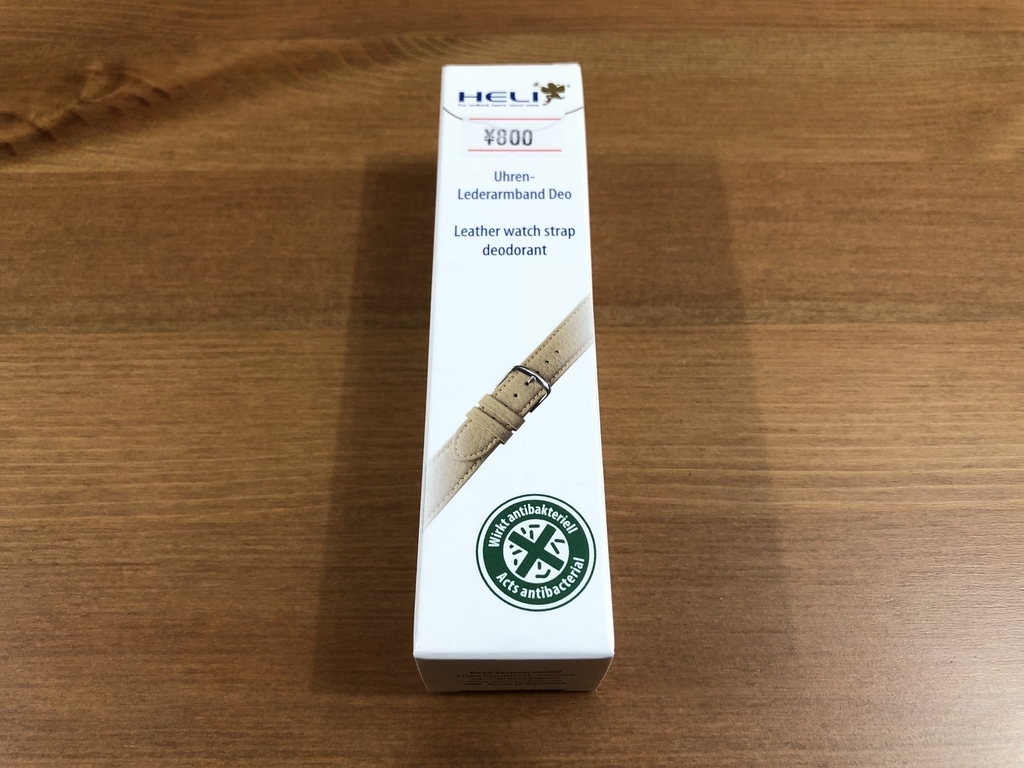 HELI
¥800
Uhren-
Lederarmband Deo
Leather watch strap
deodorant
Wirkt antibakteriell
Acts antibacterial